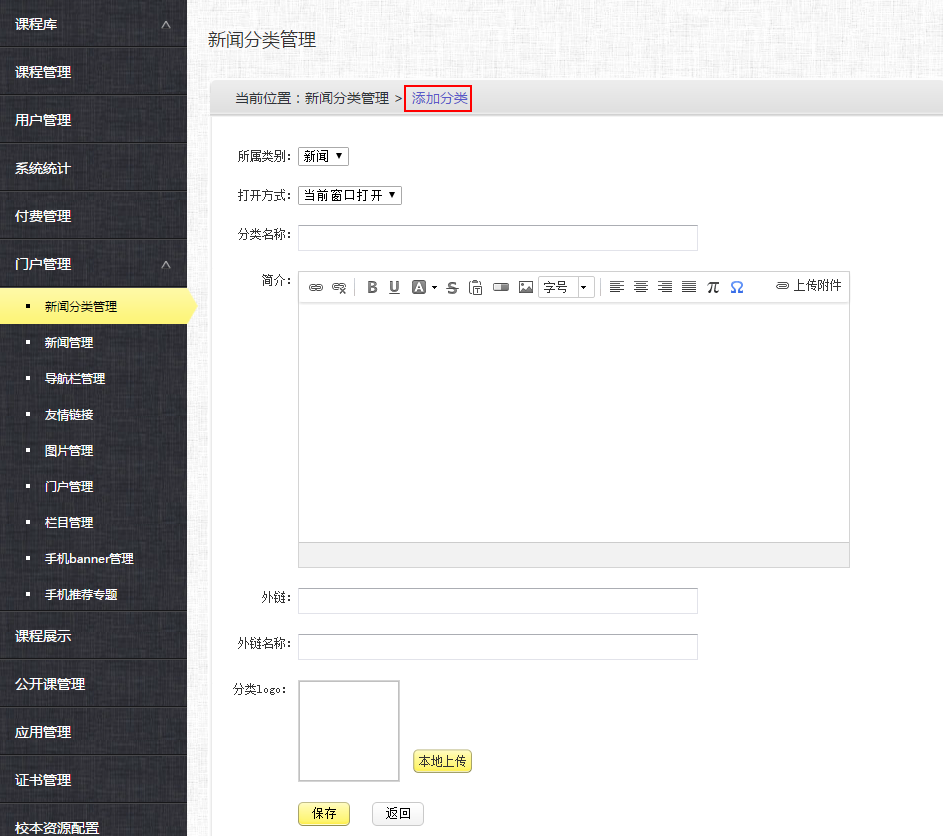 课程库
课程管理
用户管理
系统统计
付费管理
门户管理
新闻分类管理
新闻管理
导航栏管理
友情链接
图片管理
门户管理
栏目管理
手机banner管理
手机推荐专题
课程展示
公开课管理
应用管理
证书管理
校本资源配置
新闻分类管理
当前位置：新闻分类管理 > 添加分类
所属类别： 新闻
打开方式： 当前窗口打开
分类名称：
简介： B U A S 字号 π Ω 上传附件
外链：
外链名称：
分类logo：
本地上传
保存 返回